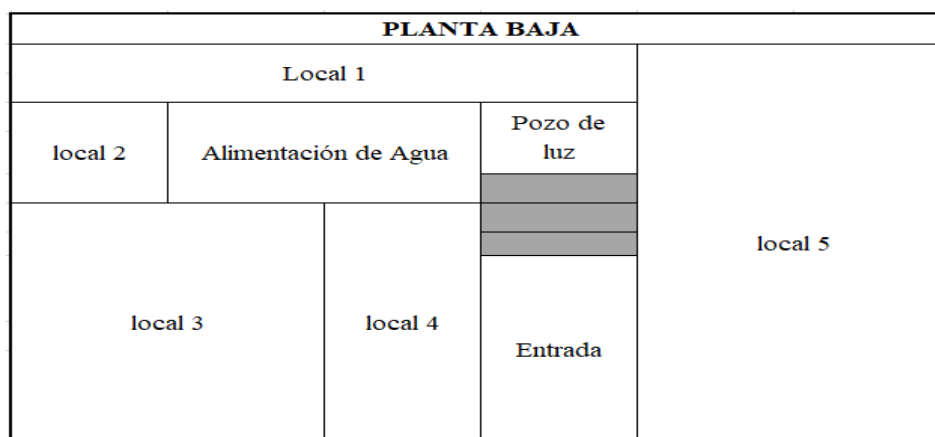 PLANTA BAJA
Local 1
local 2
Alimentación de Agua
Pozo de
luz
local 5
local 3
local 4
Entrada